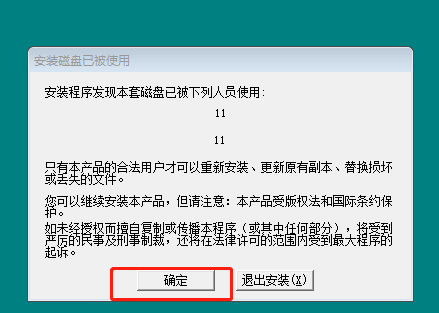 安装磁盘已被使用
安装程序发现本套磁盘已被下列人员使用:
11
11
只有本产品的合法用户才可以重新安装、更新原有副本、替换损坏
或丢失的文件。
您可以继续安装本产品，但请注意：本产品受版权法和国际条约保
护。
如未经授权而擅自复制或传播本程序（或其中任何部分），将受到
严厉的民事及刑事制裁，还将在法律许可的范围内受到最大程序的
起诉。
确定
退出安装(X)